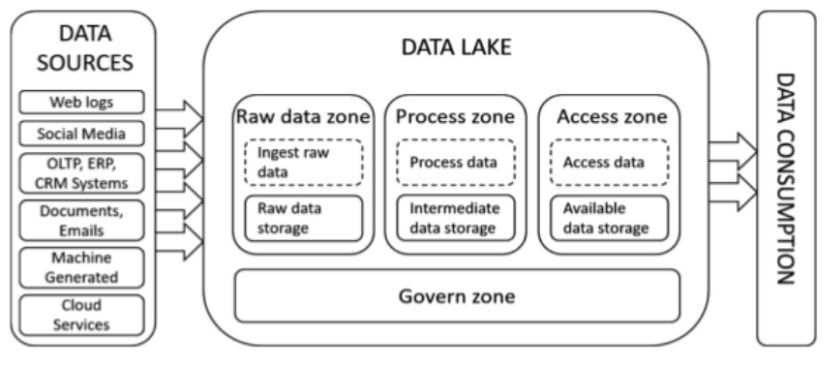 DATA
SOURCES
Web logs
Social Media
OLTP, ERP,
CRM Systems
Documents,
Emails
Machine
Generated
Cloud
Services
DATA LAKE
Raw data zone
Ingest raw
data
Raw data
storage
Process zone
Process data
Intermediate
data storage
Access zone
Access data
Available
data storage
Govern zone
DATA CONSUMPTION